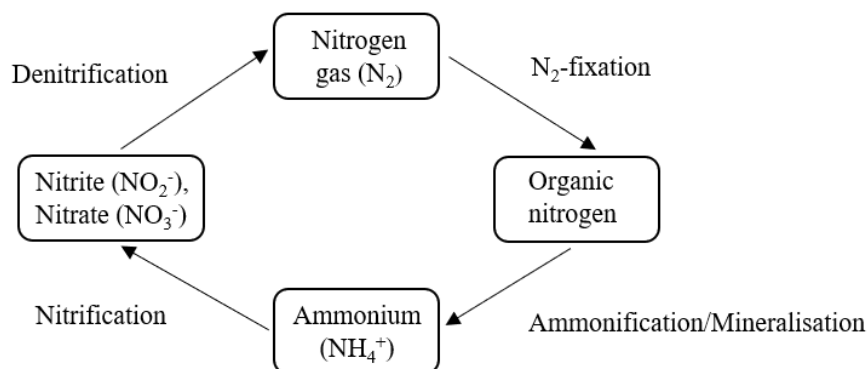 Nitrogen
gas (N₂)
Denitrification
N₂-fixation
Nitrite (NO₂⁻),
Nitrate (NO₃⁻)
Organic
nitrogen
Nitrification
Ammonium
(NH₄⁺)
Ammonification/Mineralisation